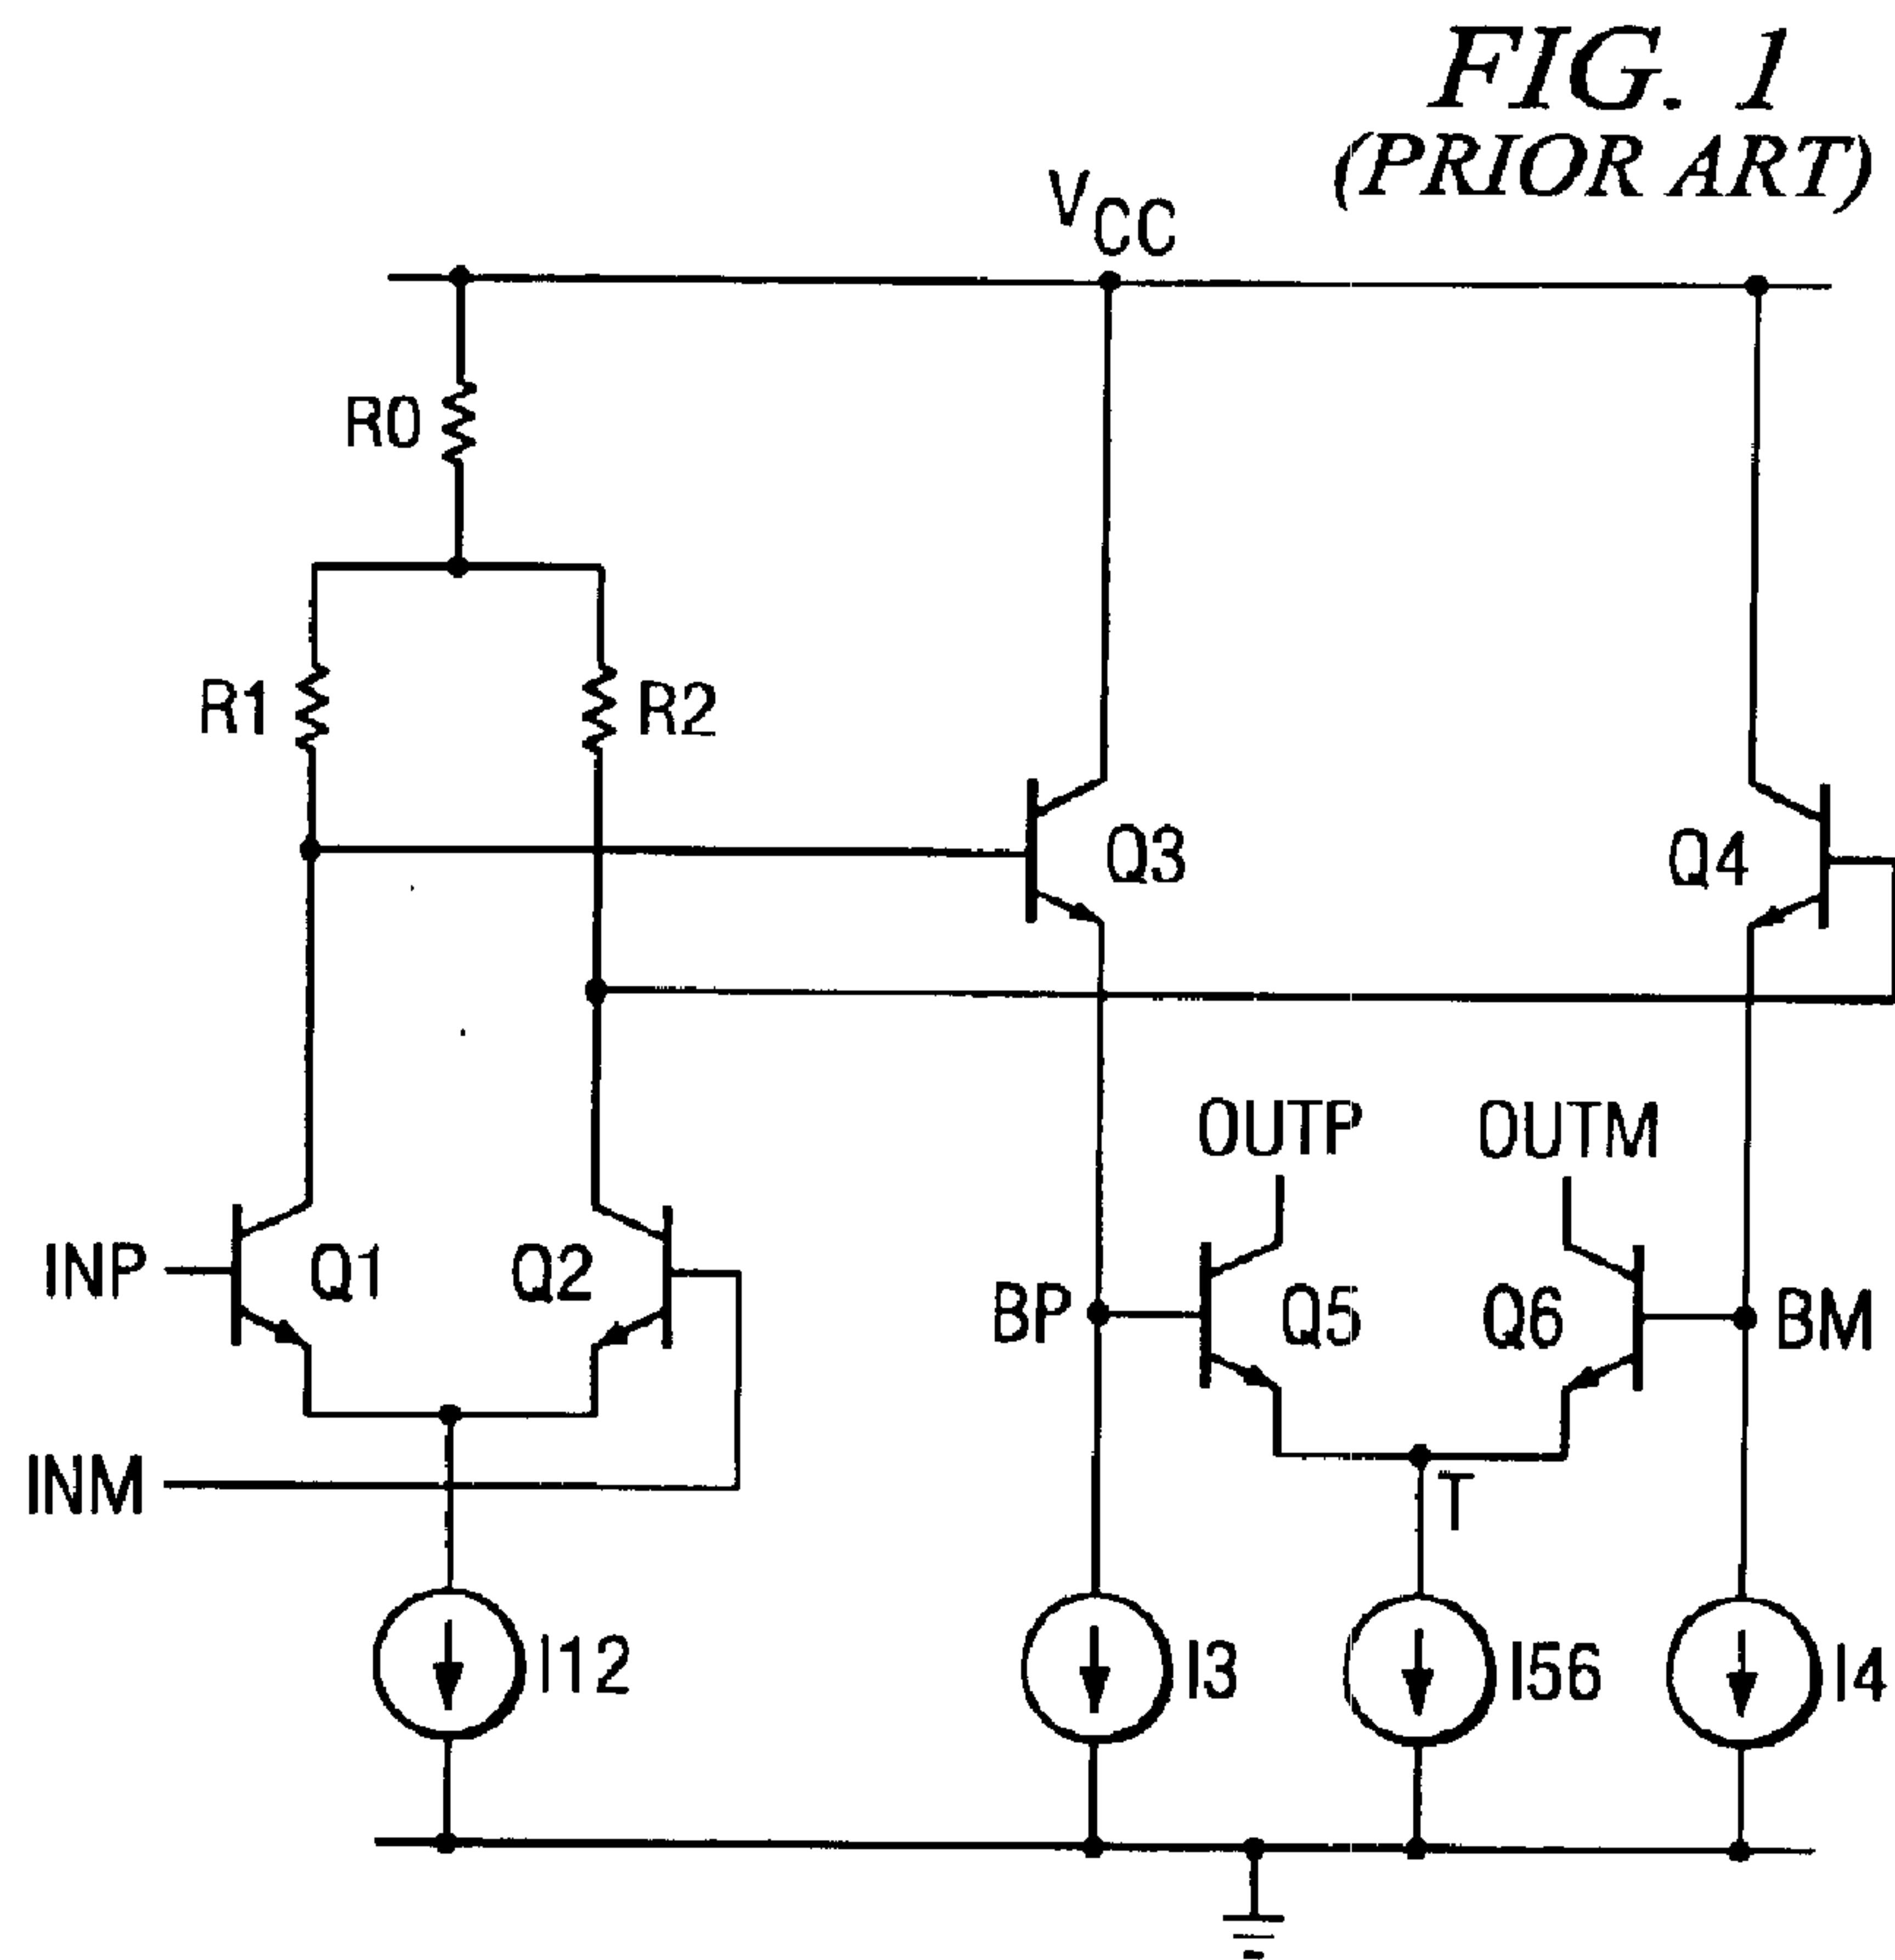 FIG. 1
(PRIOR ART)
VCC
R0
R1
R2
Q3
Q4
OUTP
OUTM
INP
Q1
Q2
BP
Q5
Q6
BM
INM
T
I12
I3
I56
I4